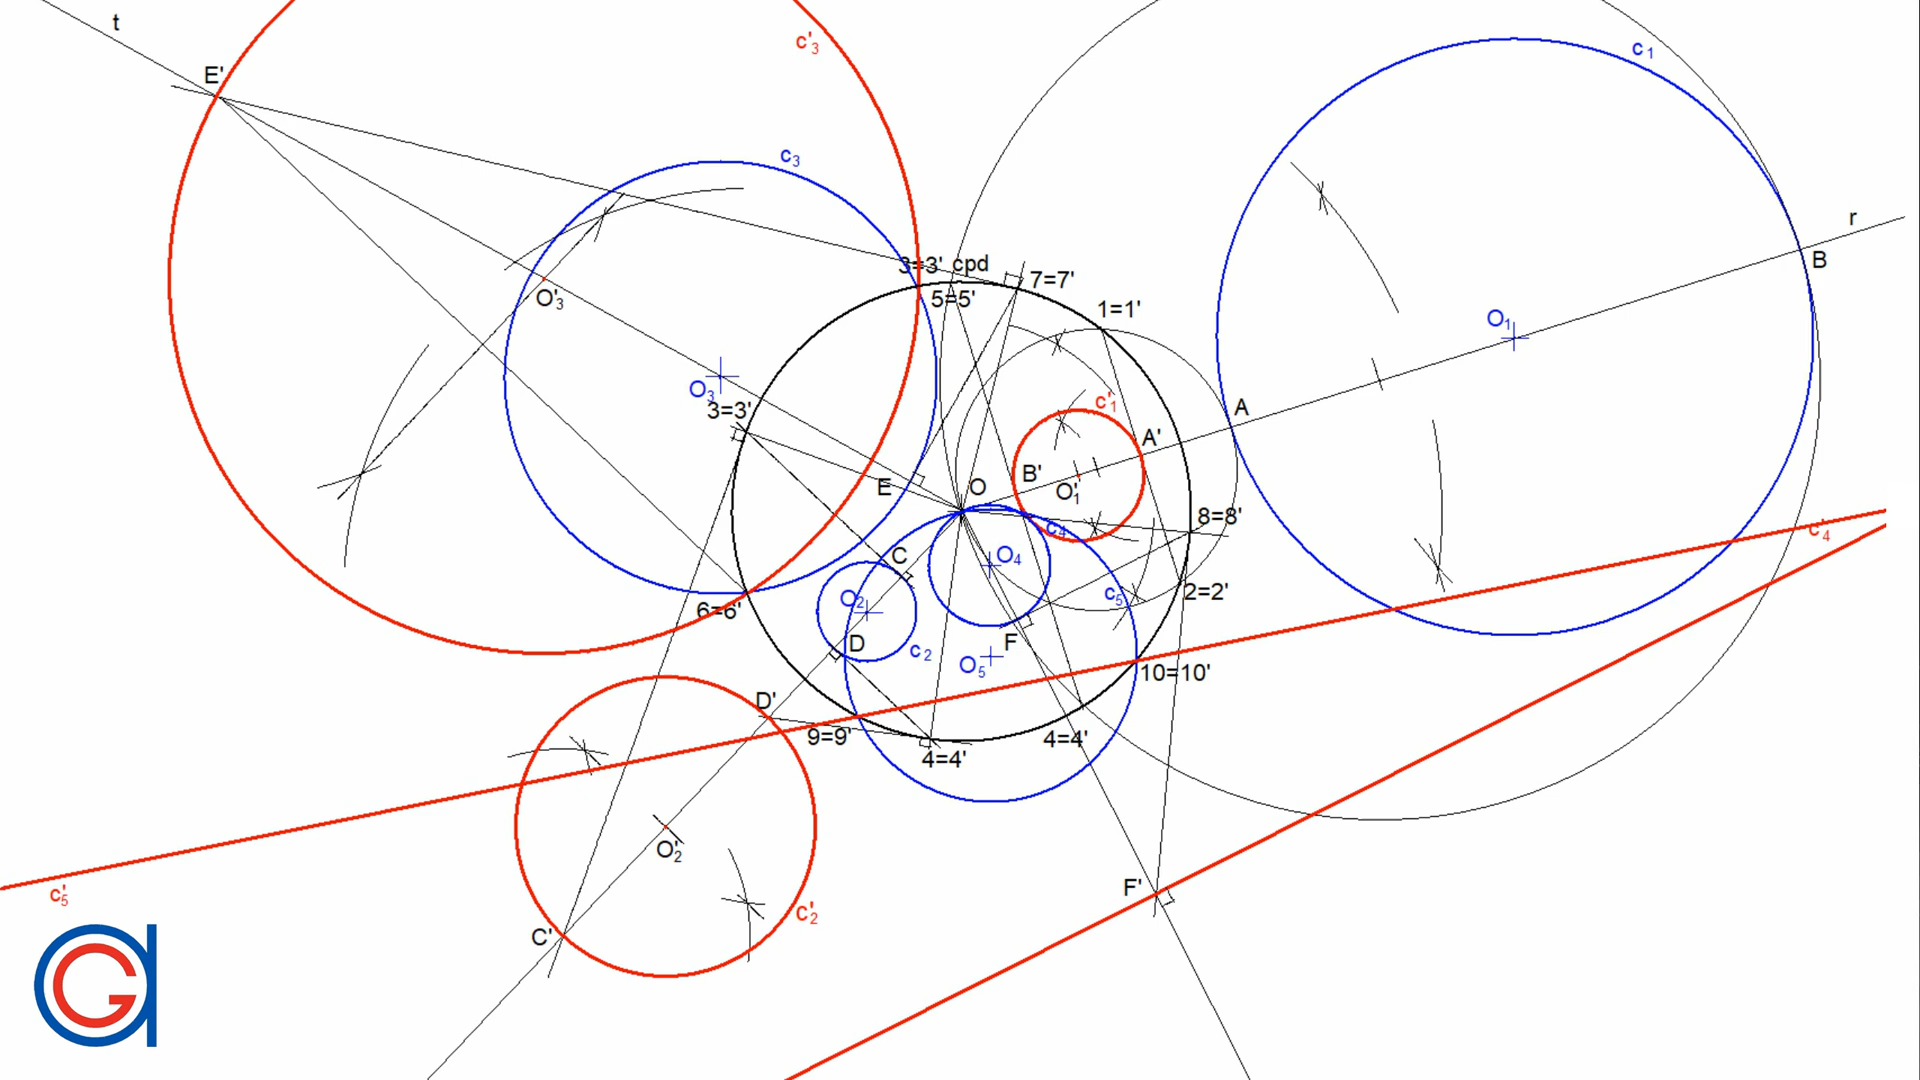 t
E'
c'3
c1
c3
r
B
3=3' cpd
5=5'
7=7'
1=1'
O'3
O1
O3
3=3'
c'1
A
A'
B'
O'1
E
O
8=8'
c4
c'4
C
O4
O2
c5
2=2'
6=6'
D
c2
F
O5
10=10'
D'
9=9'
4=4'
4=4'
O'2
F'
c'5
c'2
C'